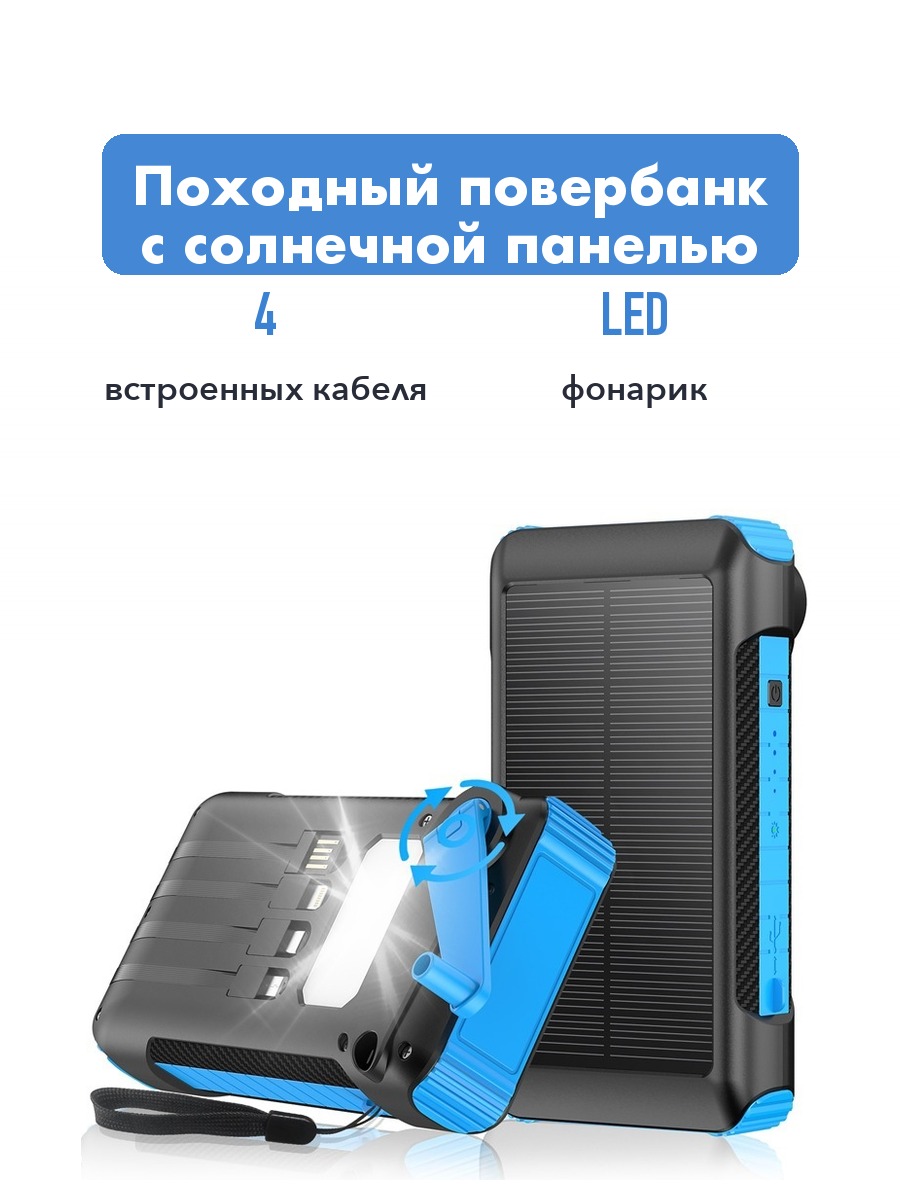 Походный повербанк
с солнечной панелью
4
LED
встроенных кабеля
фонарик